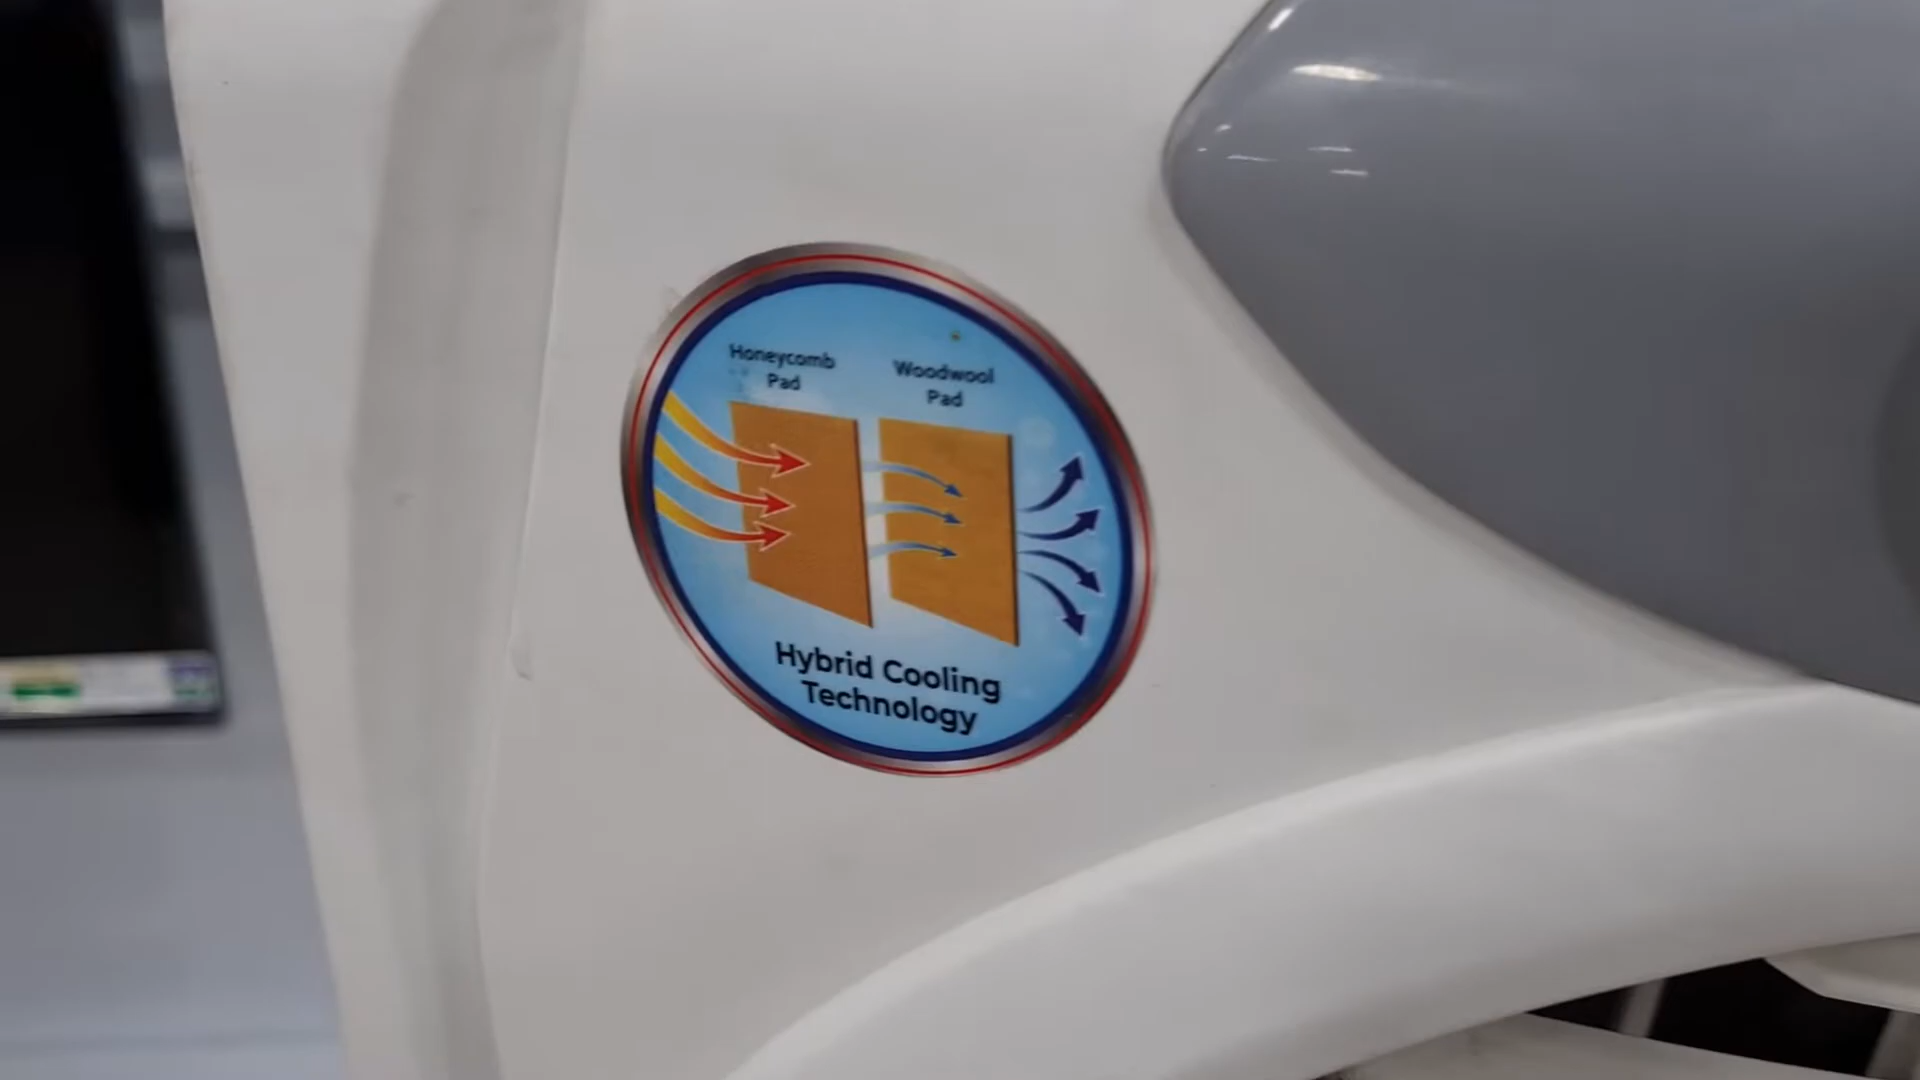 Honeycomb
Pad
Woodwool
Pad
Hybrid Cooling
Technology